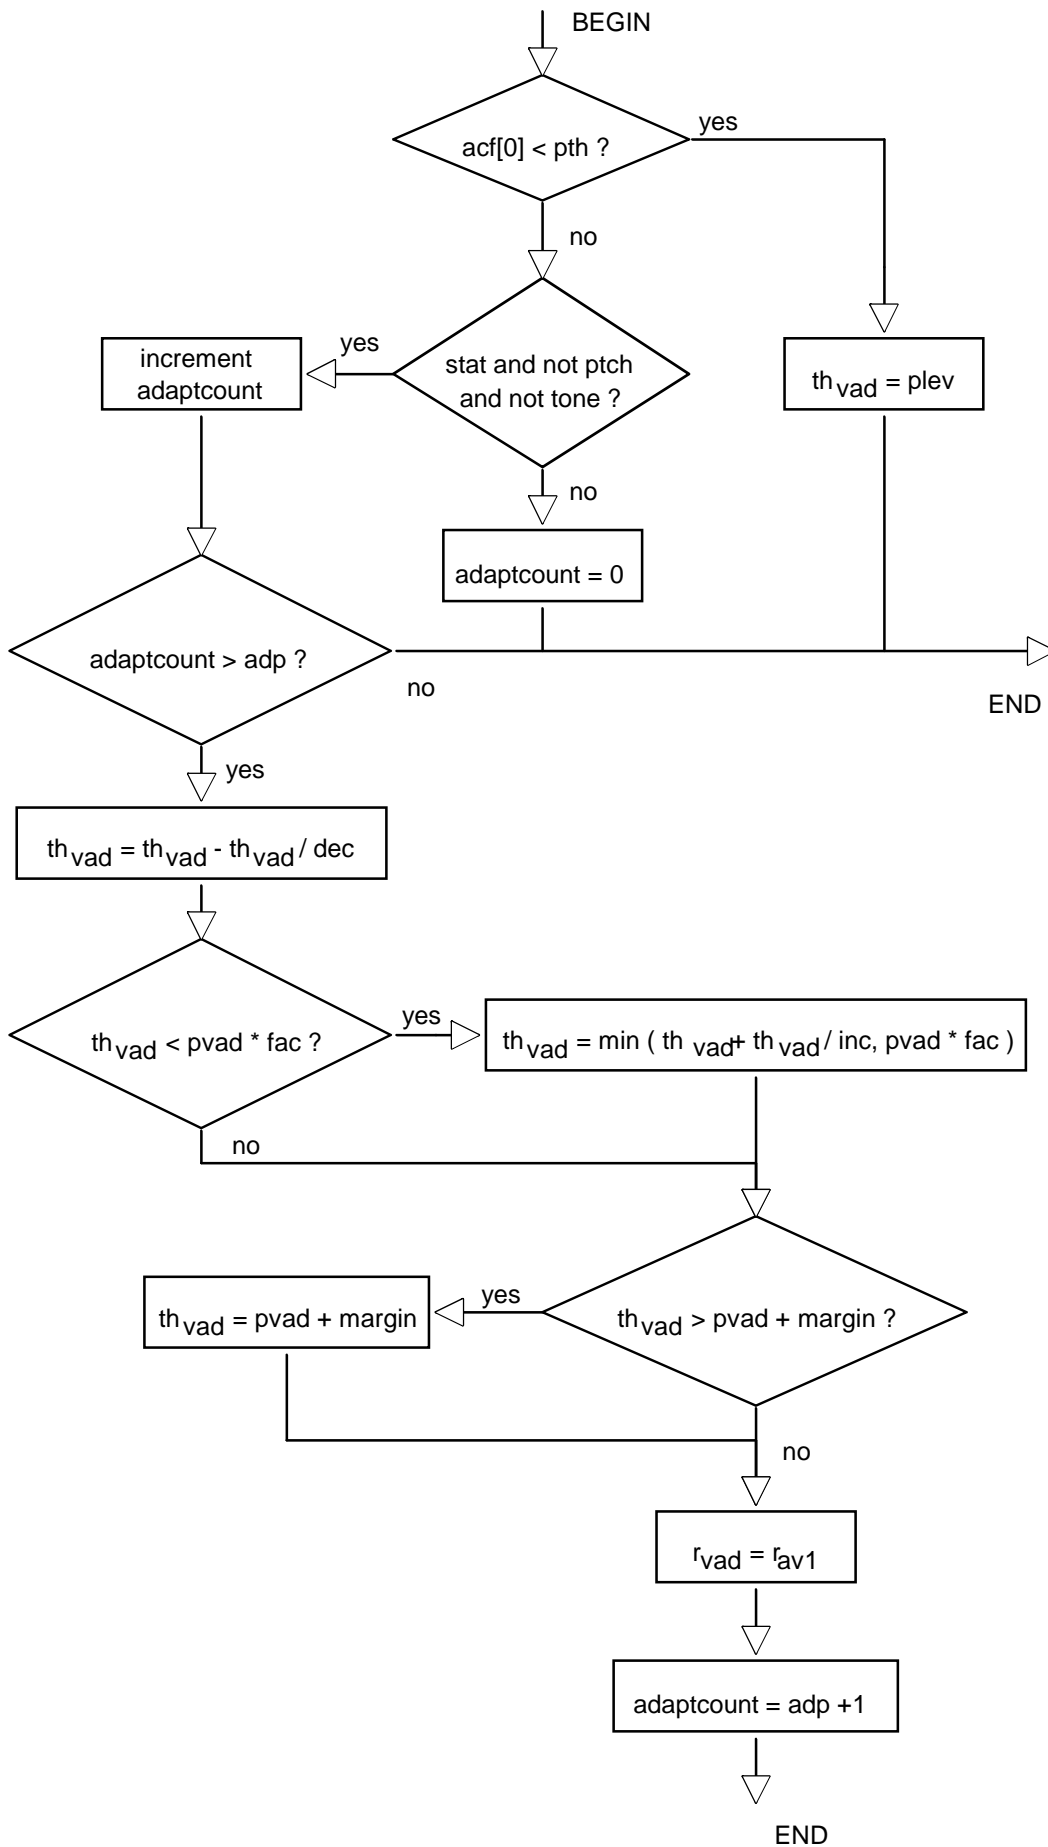 BEGIN
acf[0] < pth ?
yes
no
increment
adaptcount
yes
stat and not ptch
and not tone ?
th vad = plev
no
adaptcount = 0
adaptcount > adp ?
no
END
yes
th vad = th vad - th vad / dec
th vad < pvad * fac ?
yes
th vad = min ( th vad + th vad / inc, pvad * fac )
no
th vad = pvad + margin
yes
th vad > pvad + margin ?
no
r vad = r av1
adaptcount = adp +1
END